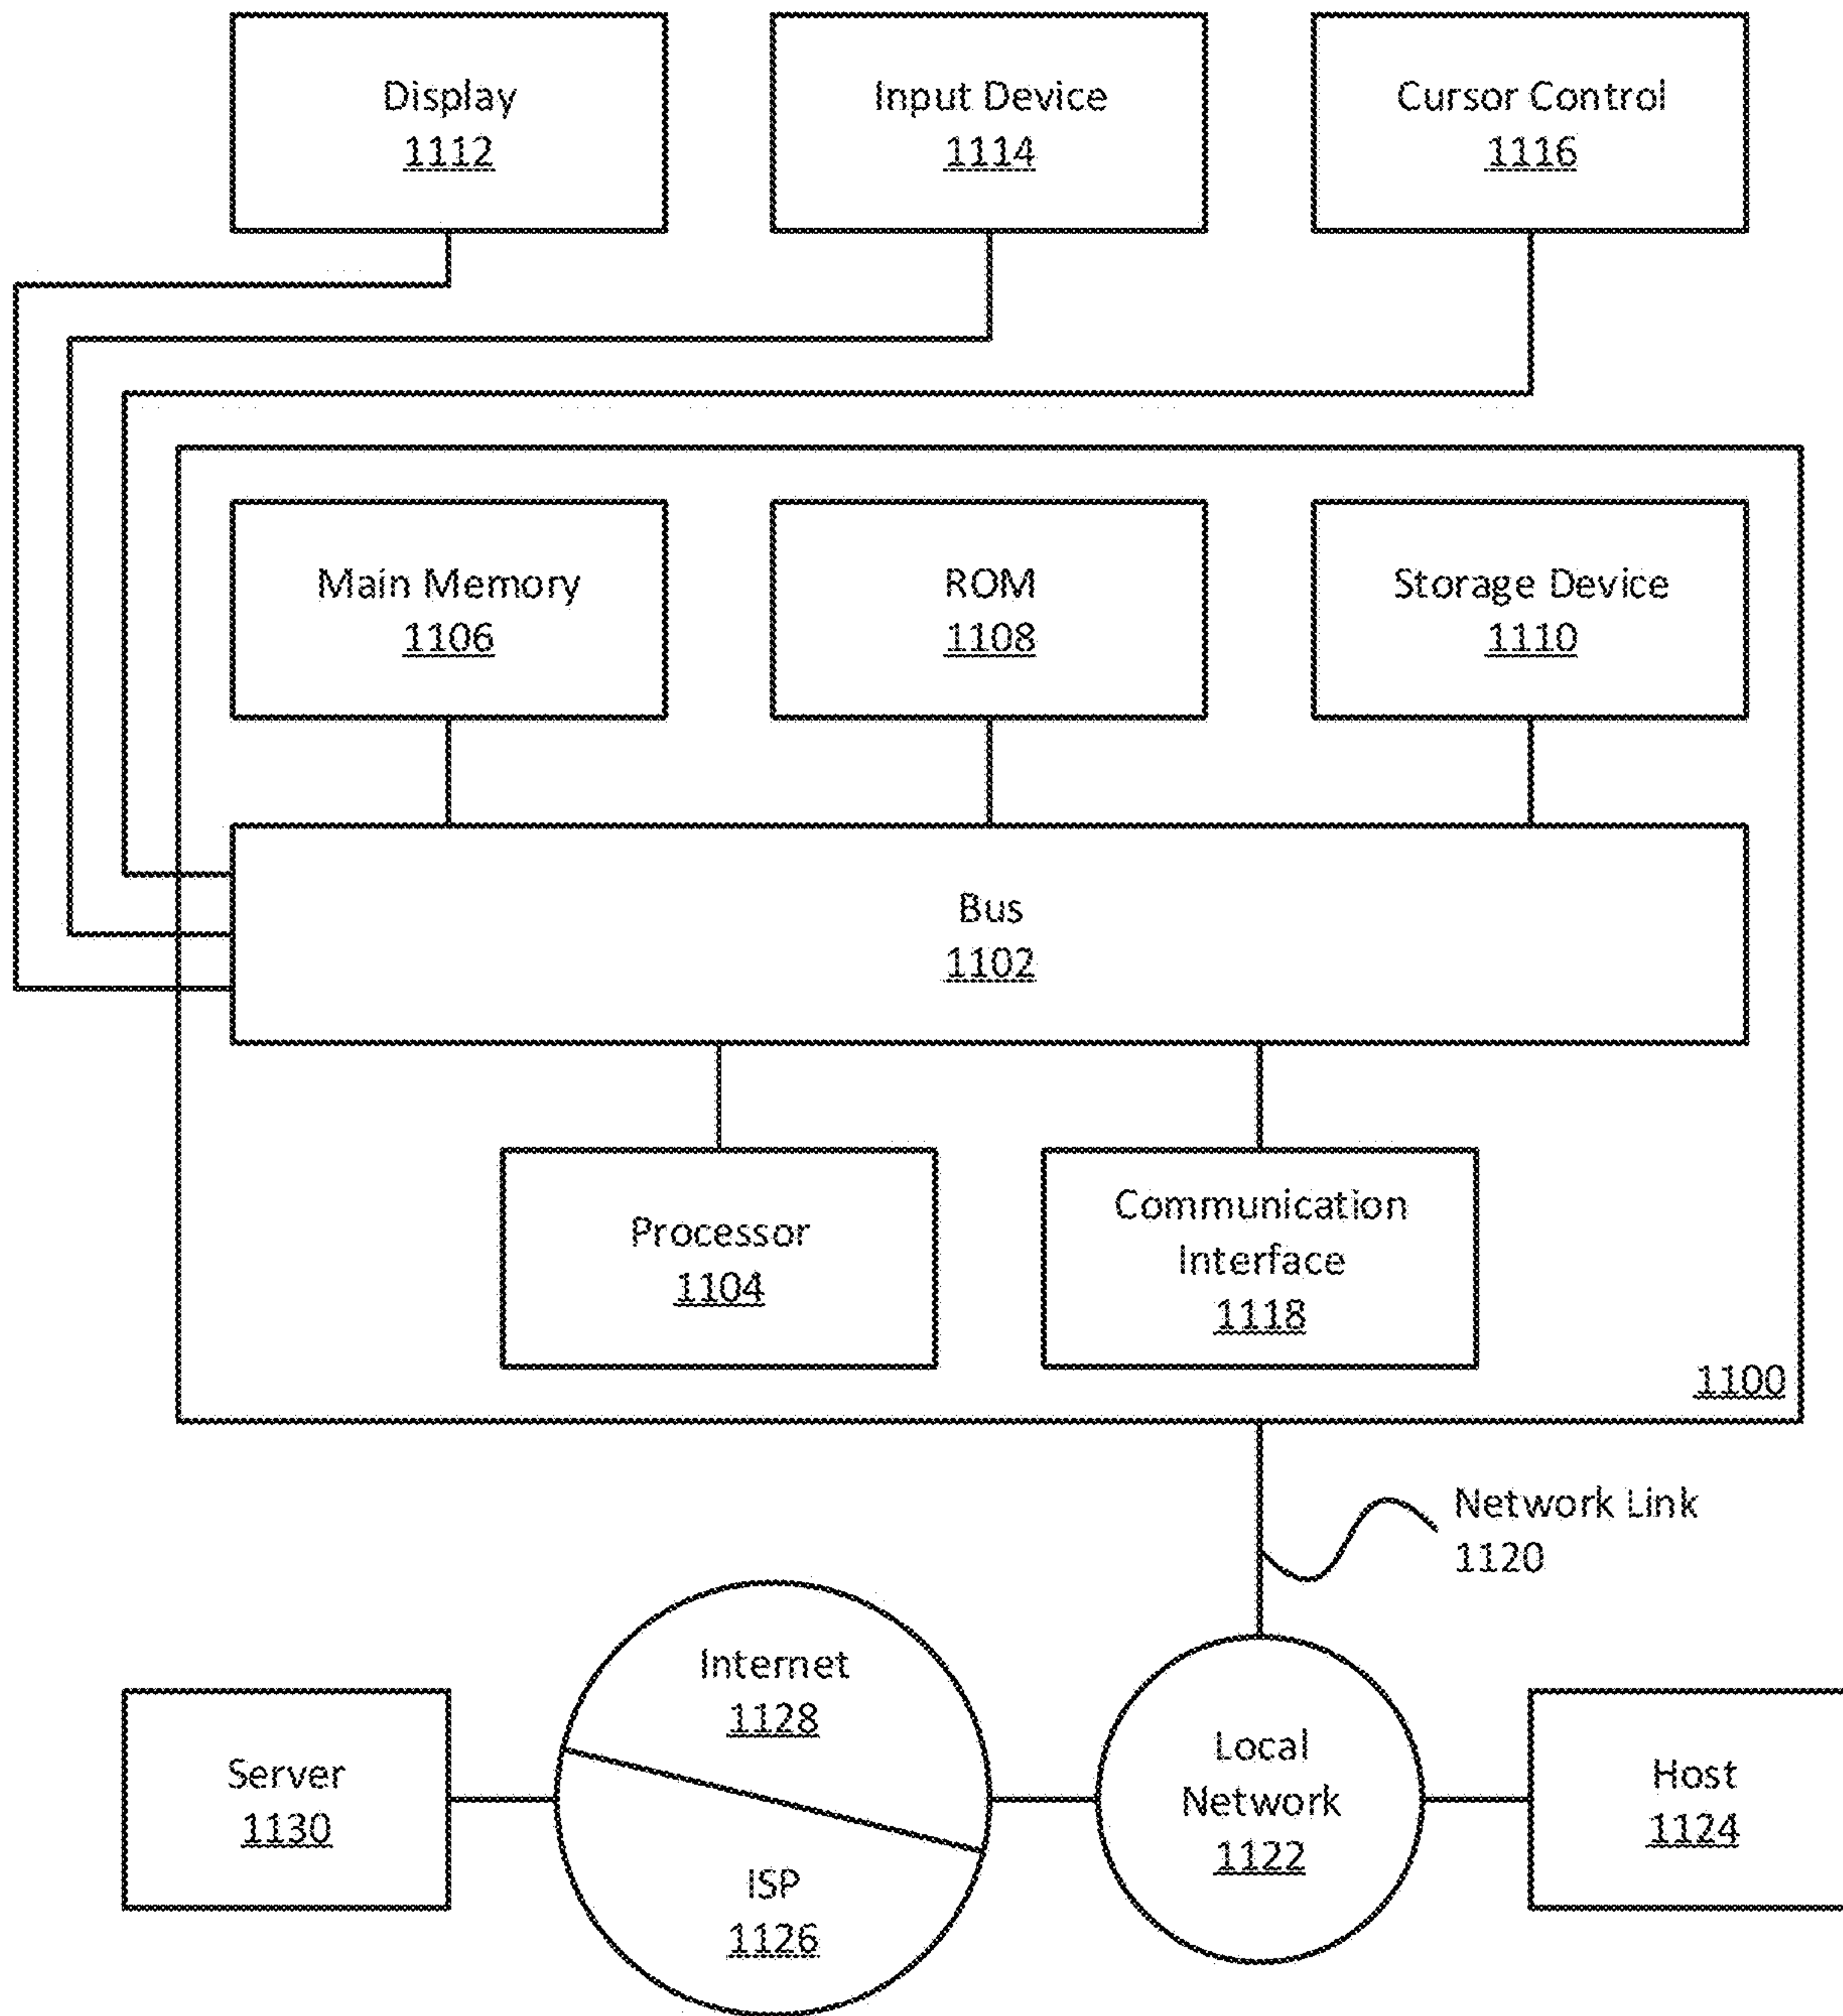 Display
1112
Input Device
1114
Cursor Control
1116
Main Memory
1106
ROM
1108
Storage Device
1110
Bus
1102
Processor
1104
Communication
Interface
1118
1100
Network Link
1120
Internet
1128
ISP
1126
Server
1130
Local
Network
1122
Host
1124